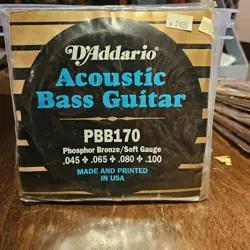 D'Addario
Acoustic
Bass Guitar
PBB170
Phosphor Bronze/Soft Gauge
.045 ✚ .065 ✚ .080 ✚ .100
MADE AND PRINTED
IN USA